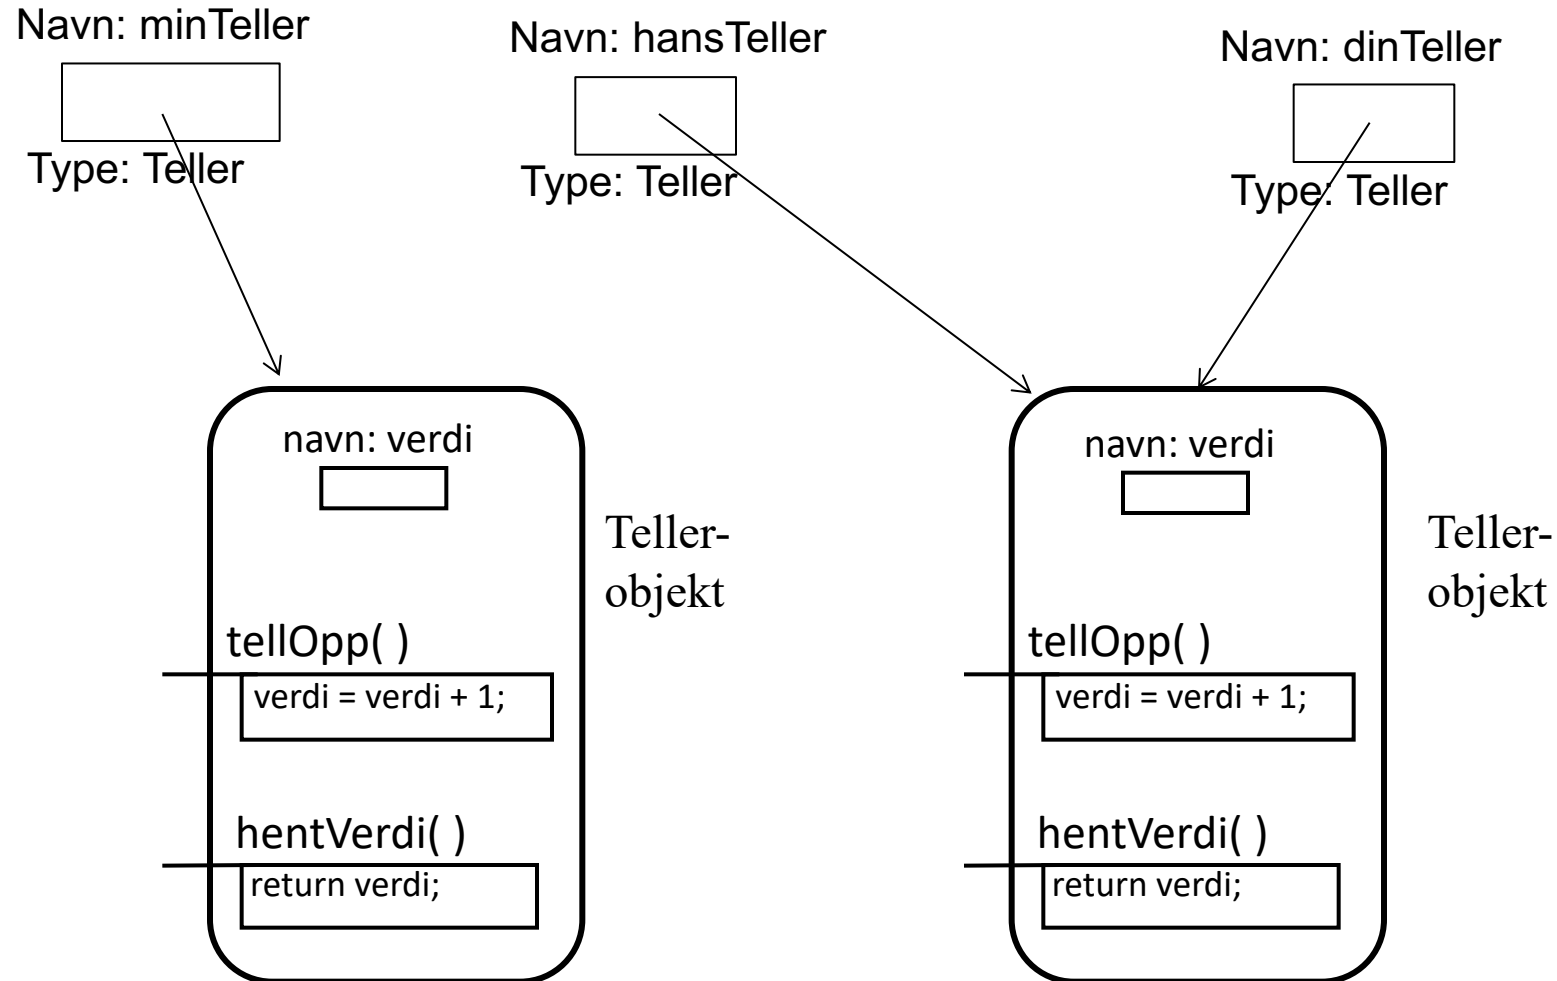 Navn: minTeller
Type: Teller
Navn: hansTeller
Type: Teller
Navn: dinTeller
Type: Teller
navn: verdi
Teller-
objekt
tellOpp( )
verdi = verdi + 1;
hentVerdi( )
return verdi;
navn: verdi
Teller-
objekt
tellOpp( )
verdi = verdi + 1;
hentVerdi( )
return verdi;